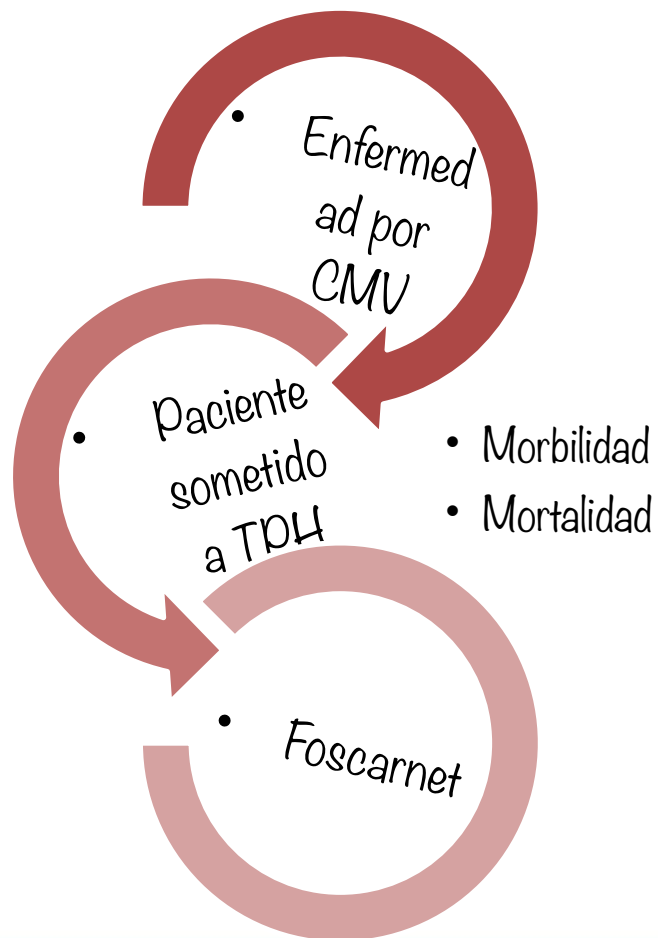 • Enfermed
ad por
CMV
• Paciente
sometido
a TPH
• Morbilidad
• Mortalidad
• Foscarnet